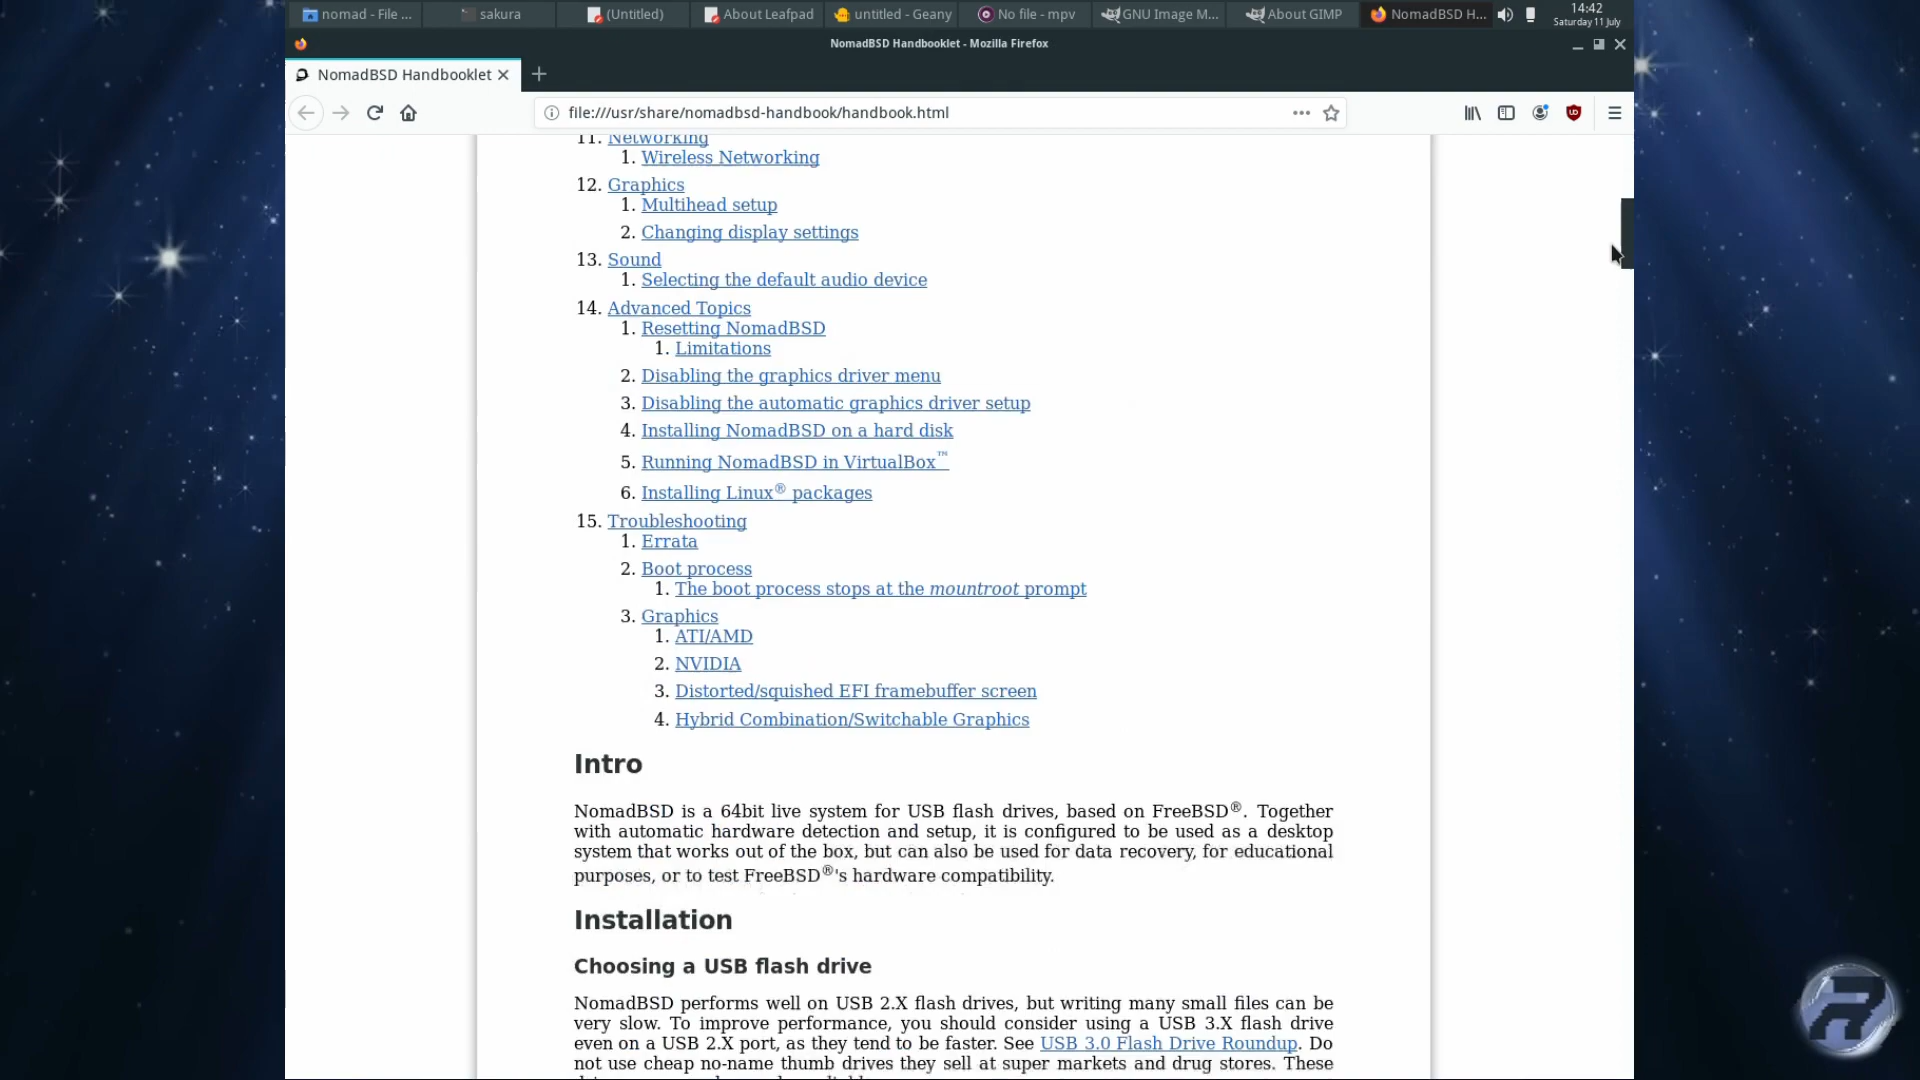 nomad - File ...
sakura
(Untitled)
About Leafpad
untitled - Geany
No file - mpv
GNU Image M...
About GIMP
NomadBSD H...
14:42
Saturday 11 July
NomadBSD Handbooklet - Mozilla Firefox
NomadBSD Handbooklet
file:///usr/share/nomadbsd-handbook/handbook.html
11. Networking
1. Wireless Networking
12. Graphics
1. Multihead setup
2. Changing display settings
13. Sound
1. Selecting the default audio device
14. Advanced Topics
1. Resetting NomadBSD
1. Limitations
2. Disabling the graphics driver menu
3. Disabling the automatic graphics driver setup
4. Installing NomadBSD on a hard disk
5. Running NomadBSD in VirtualBox™
6. Installing Linux® packages
15. Troubleshooting
1. Errata
2. Boot process
1. The boot process stops at the mountroot prompt
3. Graphics
1. ATI/AMD
2. NVIDIA
3. Distorted/squished EFI framebuffer screen
4. Hybrid Combination/Switchable Graphics
Intro
NomadBSD is a 64bit live system for USB flash drives, based on FreeBSD®. Together
with automatic hardware detection and setup, it is configured to be used as a desktop
system that works out of the box, but can also be used for data recovery, for educational
purposes, or to test FreeBSD®'s hardware compatibility.
Installation
Choosing a USB flash drive
NomadBSD performs well on USB 2.X flash drives, but writing many small files can be
very slow. To improve performance, you should consider using a USB 3.X flash drive
even on a USB 2.X port, as they tend to be faster. See USB 3.0 Flash Drive Roundup. Do
not use cheap no-name thumb drives they sell at super markets and drug stores. These